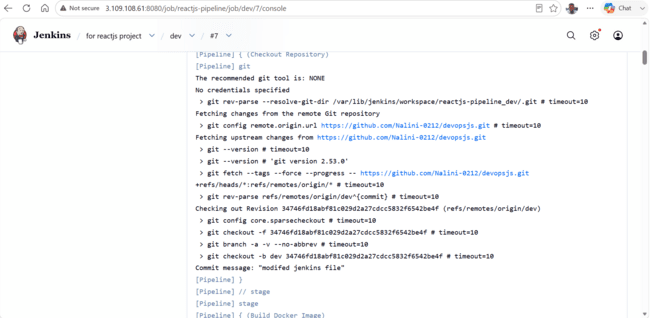 Not secure 3.109.108.61:8080/job/reactjs-pipeline/job/dev/7/console Chat
Jenkins / for reactjs project / dev / #7
[Pipeline] { (Checkout Repository)
[Pipeline] git
The recommended git tool is: NONE
No credentials specified
> git rev-parse --resolve-git-dir /var/lib/jenkins/workspace/reactjs-pipeline_dev/.git # timeout=10
Fetching changes from the remote Git repository
> git config remote.origin.url https://github.com/Nalini-0212/devopsjs.git # timeout=10
Fetching upstream changes from https://github.com/Nalini-0212/devopsjs.git
> git --version # timeout=10
> git --version # 'git version 2.53.0'
> git fetch --tags --force --progress -- https://github.com/Nalini-0212/devopsjs.git
+refs/heads/*:refs/remotes/origin/* # timeout=10
> git rev-parse refs/remotes/origin/dev^{commit} # timeout=10
Checking out Revision 34746fd18abf81c029d2a27cdcc5832f6542be4f (refs/remotes/origin/dev)
> git config core.sparsecheckout # timeout=10
> git checkout -f 34746fd18abf81c029d2a27cdcc5832f6542be4f # timeout=10
> git branch -a -v --no-abbrev # timeout=10
> git checkout -b dev 34746fd18abf81c029d2a27cdcc5832f6542be4f # timeout=10
Commit message: "modifed jenkins file"
[Pipeline] }
[Pipeline] // stage
[Pipeline] stage
[Pipeline] { (Build Docker Image)